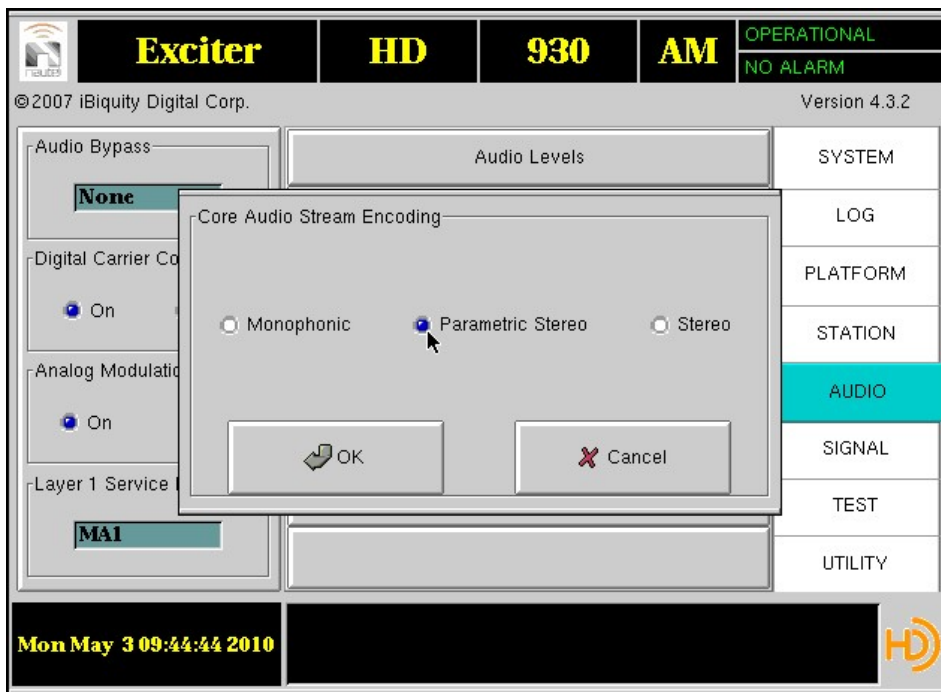 Exciter
HD
930
AM
OPERATIONAL
NO ALARM
nautel
©2007 iBiquity Digital Corp.
Version 4.3.2
Audio Bypass
None
Digital Carrier Co
On
Analog Modulatio
On
Layer 1 Service
MA1
Audio Levels
Core Audio Stream Encoding
Monophonic
Parametric Stereo
Stereo
OK
Cancel
SYSTEM
LOG
PLATFORM
STATION
AUDIO
SIGNAL
TEST
UTILITY
Mon May 3 09:44:44 2010
HD